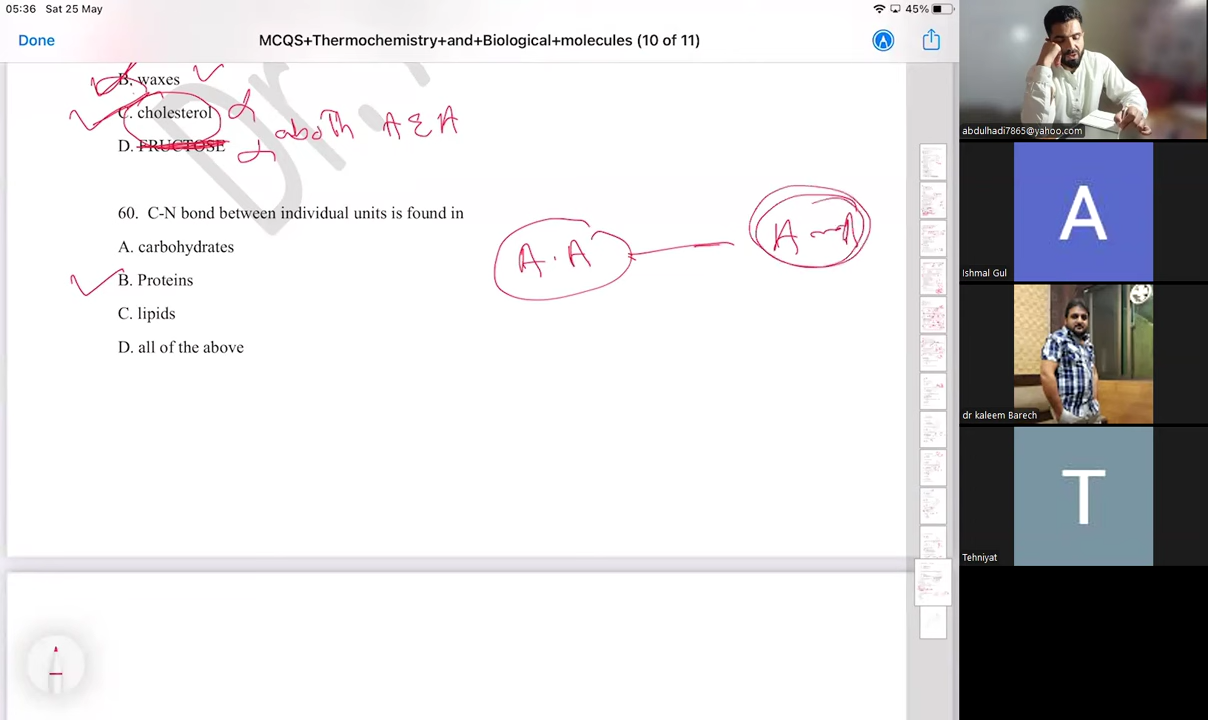 05:36 Sat 25 May
45%
Done
MCQS+Thermochemistry+and+Biological+molecules (10 of 11)
B. waxes
C. cholesterol
D. FRUCTOSE
aboth A & A
Dr.
60. C-N bond between individual units is found in
A. carbohydrates
B. Proteins
C. lipids
D. all of the above
A.A
abdulhadi7865@yahoo.com
A
Ishmal Gul
dr kaleem Barech
T
Tehniyat